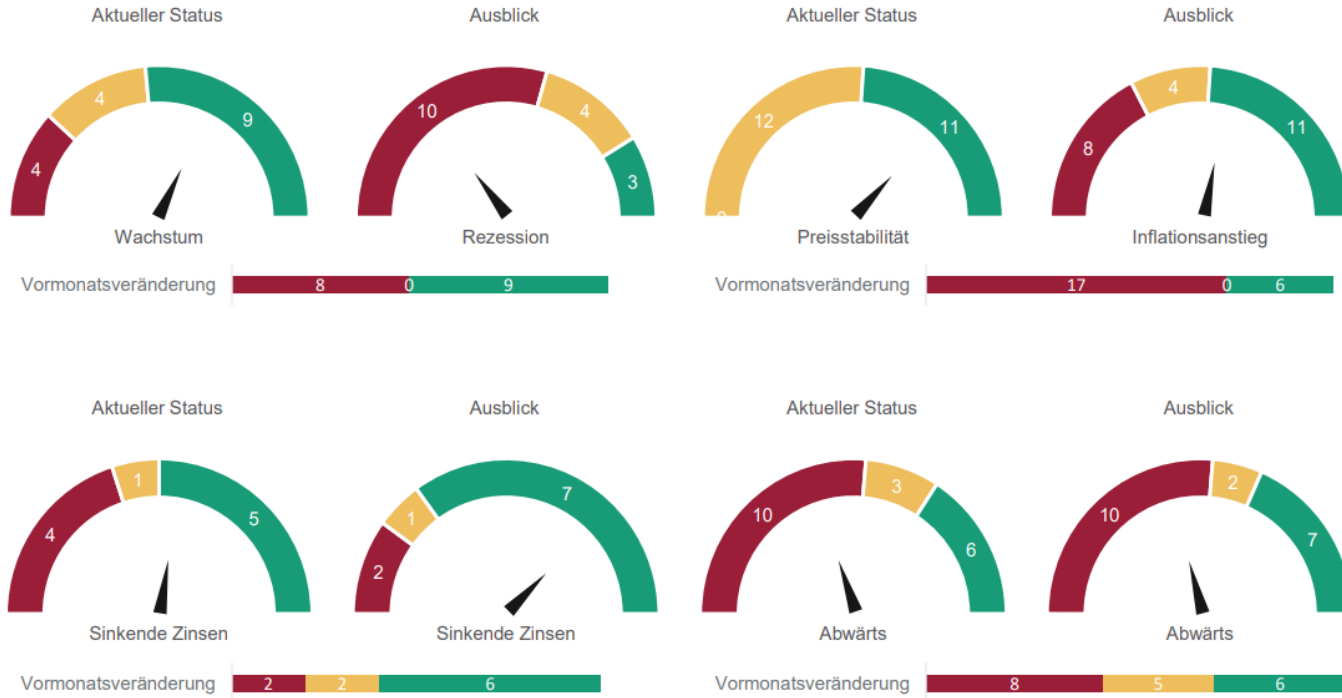 Aktueller Status
Ausblick
Aktueller Status
Ausblick
4
4
9
10
4
3
0
12
11
8
4
11
Wachstum
Rezession
Preisstabilität
Inflationsanstieg
Vormonatsveränderung 8 0 9
Vormonatsveränderung 17 0 6
Aktueller Status
Ausblick
Aktueller Status
Ausblick
4
1
5
2
1
7
10
3
6
10
2
7
Sinkende Zinsen
Sinkende Zinsen
Abwärts
Abwärts
Vormonatsveränderung 2 2 6
Vormonatsveränderung 8 5 6